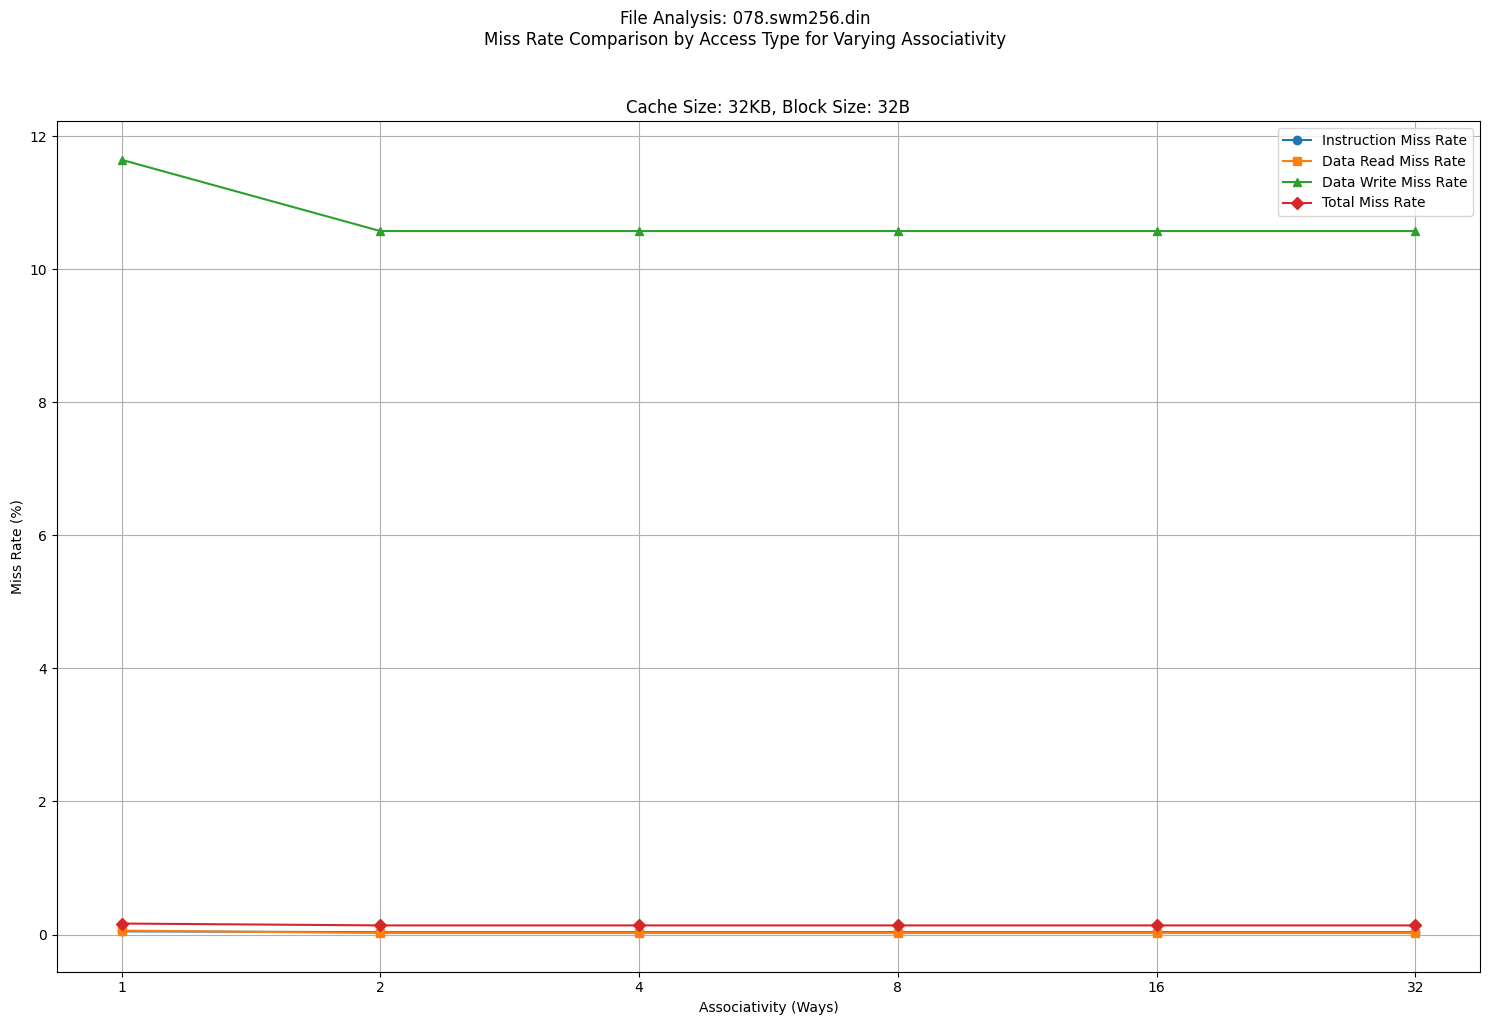 File Analysis: 078.swm256.din
Miss Rate Comparison by Access Type for Varying Associativity
Cache Size: 32KB, Block Size: 32B
Instruction Miss Rate
Data Read Miss Rate
Data Write Miss Rate
Total Miss Rate
Miss Rate (%)
12
10
8
6
4
2
0
1 2 4 8 16 32
Associativity (Ways)